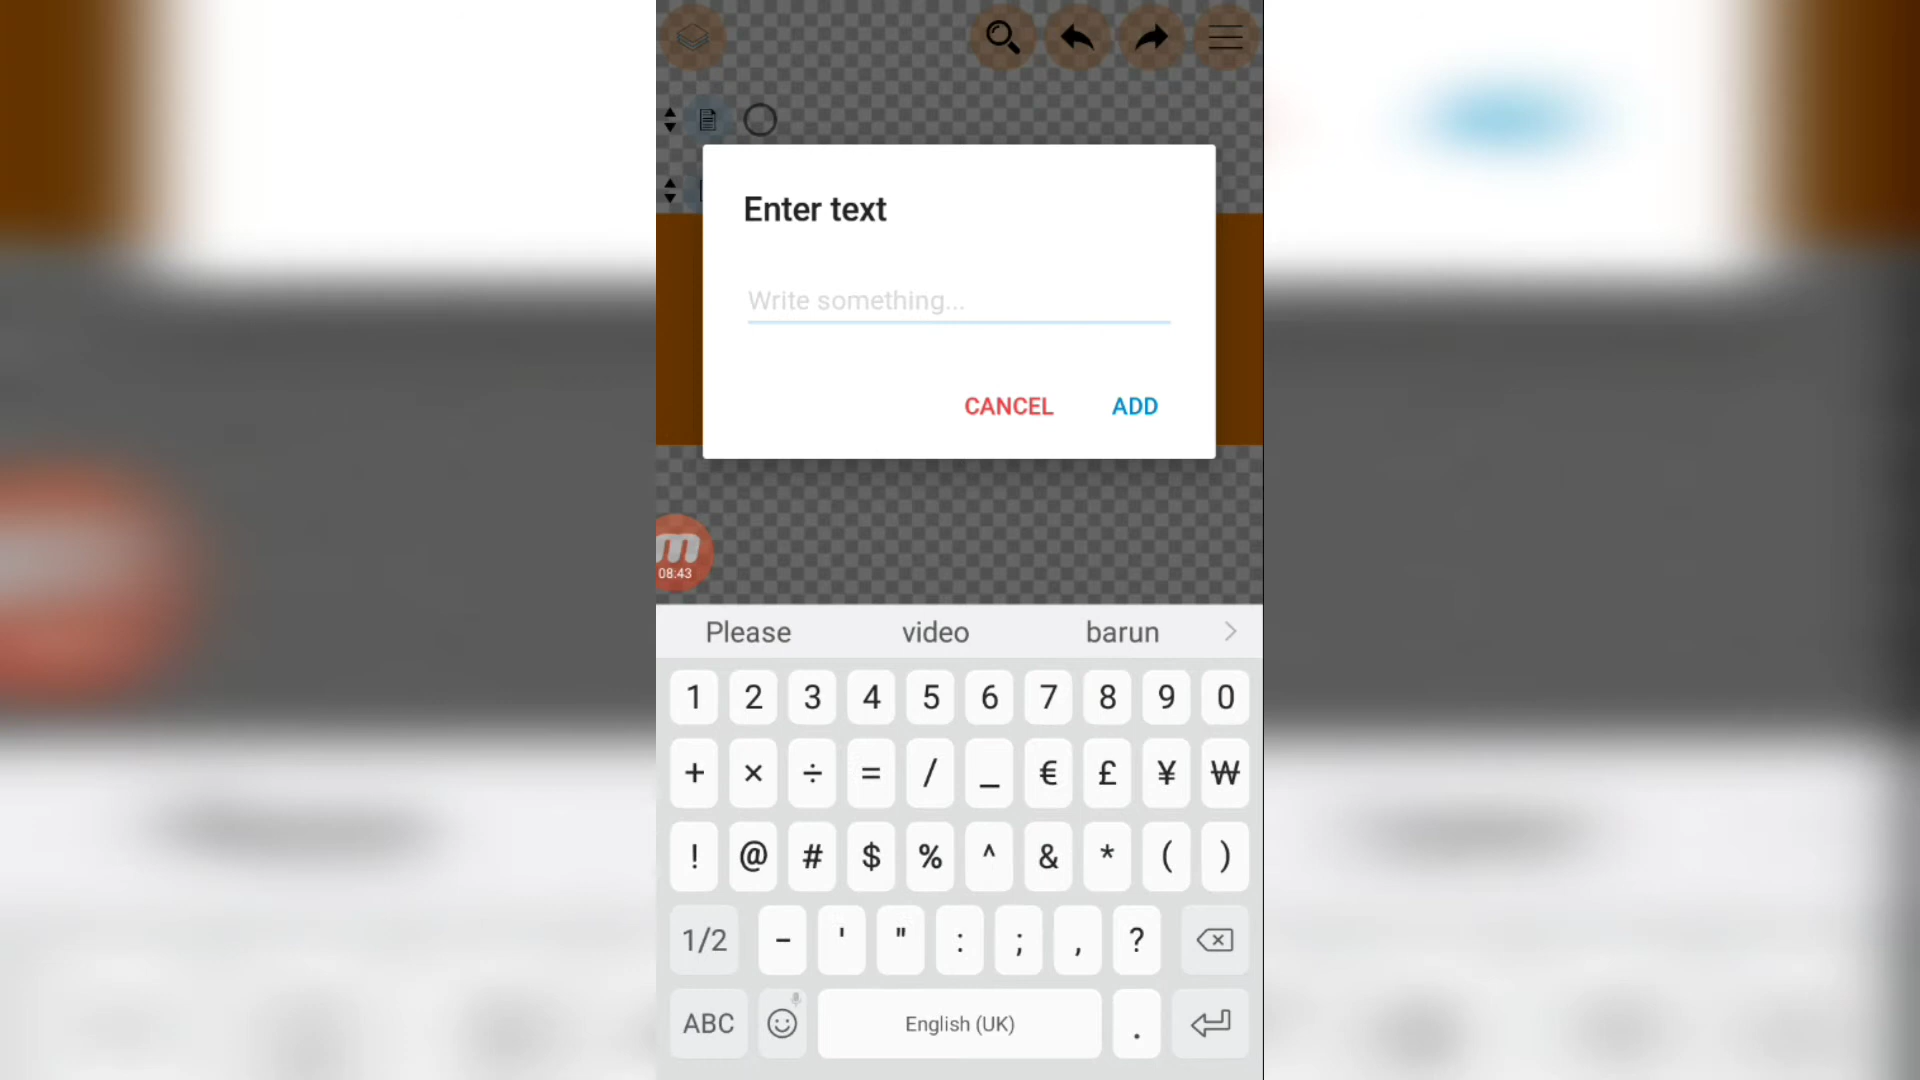 Enter text
Write something...
CANCEL ADD
m
08:43
Please video barun
1 2 3 4 5 6 7 8 9 0
+ × ÷ = / _ € £ ¥ ₩
! @ # $ % ^ & * ( )
1/2 - ' " : ; , ?
ABC English (UK) .